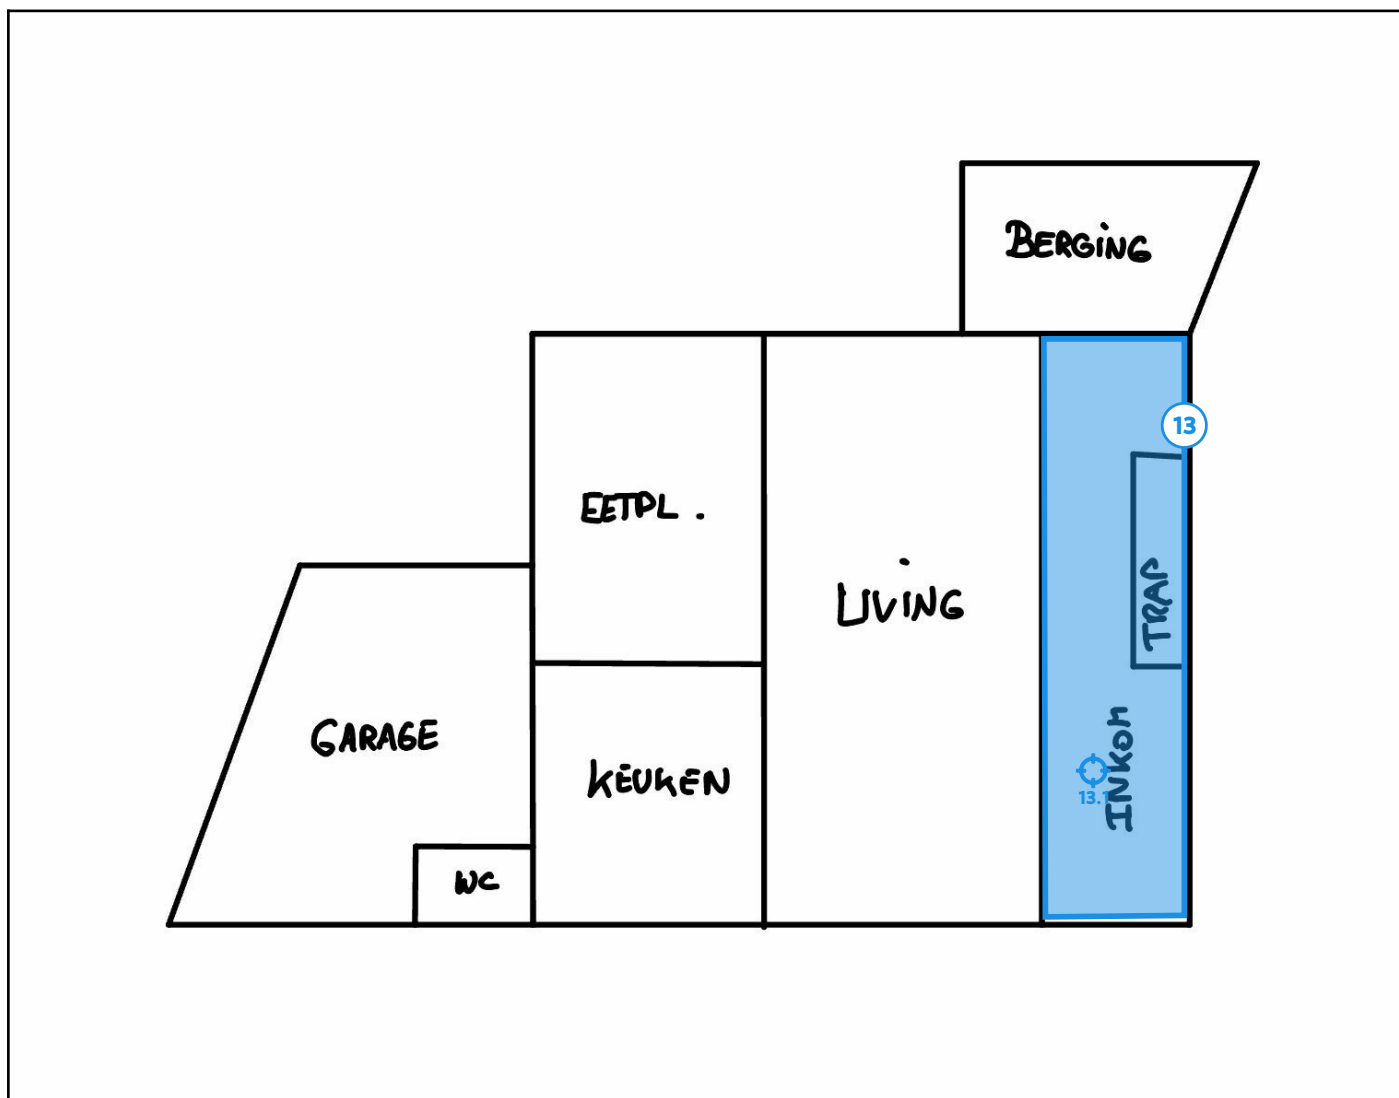 BERGING
13
EETPL.
LIVING
TRAP
GARAGE
KEUKEN
INKOM
13.1
WC